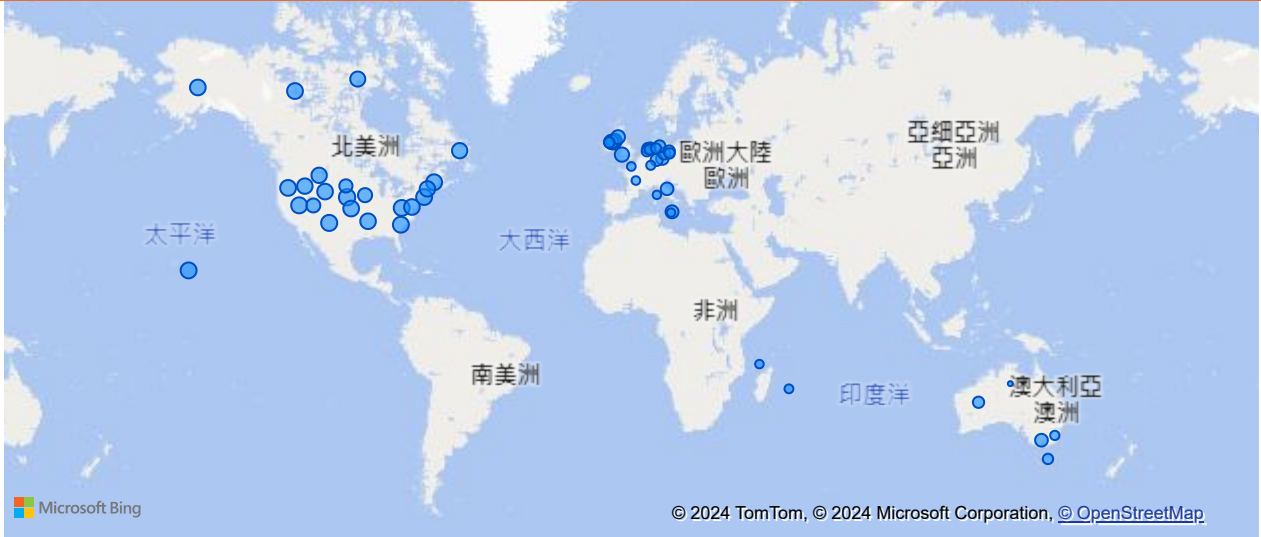 北美洲
亞細亞洲
亞洲
歐洲大陸
歐洲
太平洋
大西洋
非洲
南美洲
印度洋
澳大利亞
澳洲
Microsoft Bing
© 2024 TomTom, © 2024 Microsoft Corporation, © OpenStreetMap